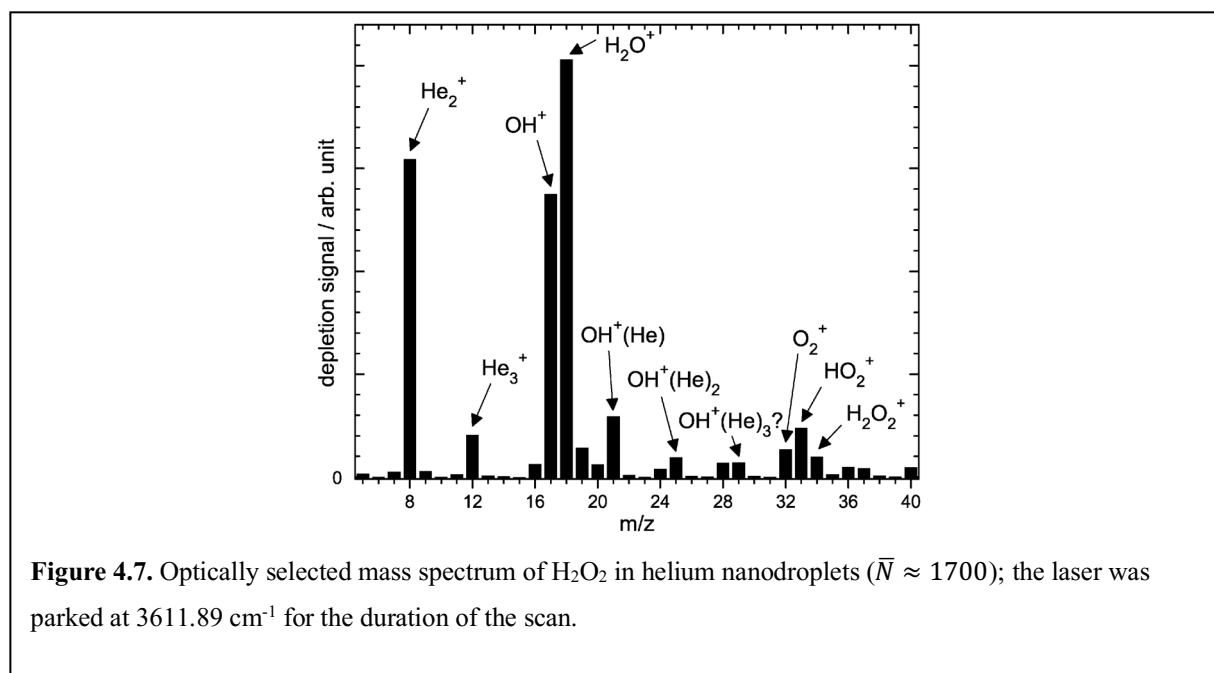 H₂O⁺
He₂⁺
OH⁺
OH⁺(He)
O₂⁺
HO₂⁺
He₃⁺
OH⁺(He)₂
H₂O₂⁺
OH⁺(He)₃?
depletion signal / arb. unit
0
8 12 16 20 24 28 32 36 40
m/z
Figure 4.7. Optically selected mass spectrum of H₂O₂ in helium nanodroplets (N̅ ≈ 1700); the laser was
parked at 3611.89 cm⁻¹ for the duration of the scan.